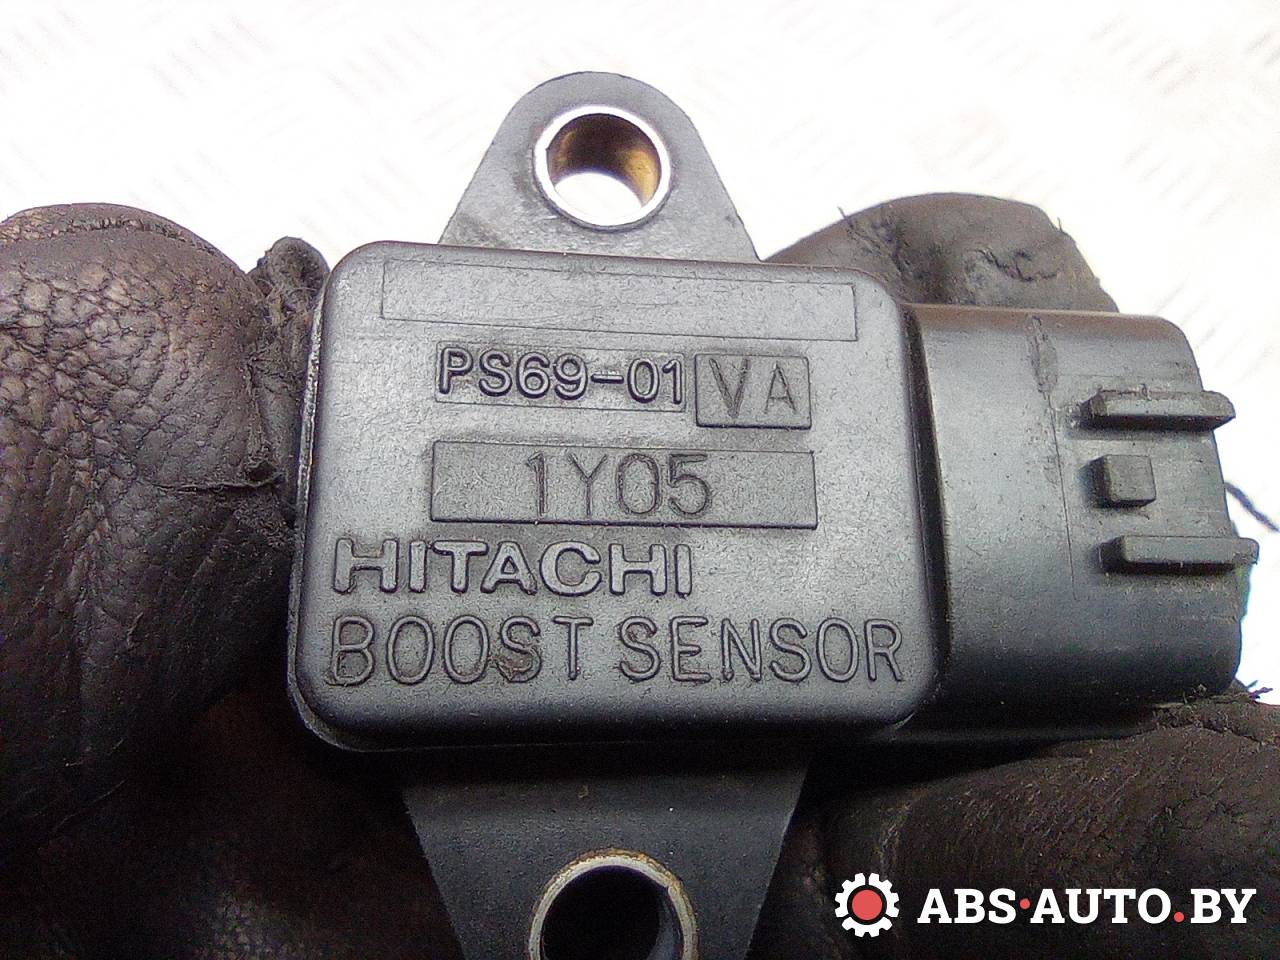 PS69-01 VA
1Y05
HITACHI
BOOST SENSOR
ABS·AUTO.BY